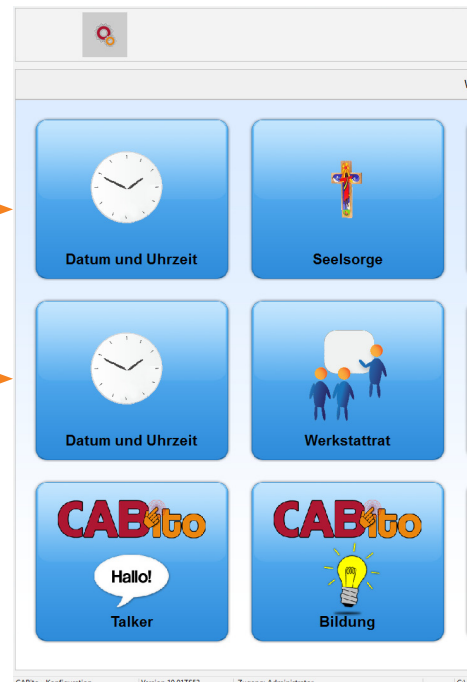 Datum und Uhrzeit
Seelsorge
Datum und Uhrzeit
Werkstattrat
CABito
CABito
Hallo!
Talker
Bildung